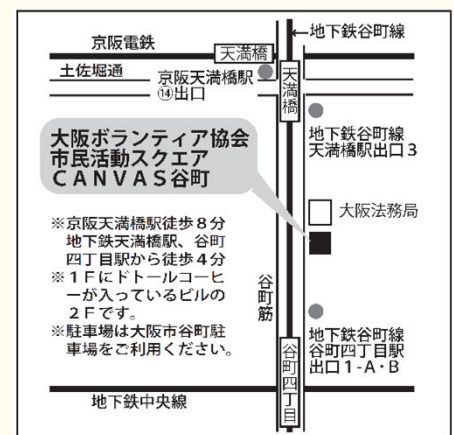 ←地下鉄谷町線
京阪電鉄
天満橋
土佐堀通
京阪天満橋駅
⑭出口
天満橋
地下鉄谷町線
天満橋駅出口3
大阪ボランティア協会
市民活動スクエア
CANVAS谷町
大阪法務局
※京阪天満橋駅徒歩8分
地下鉄天満橋駅、谷町
四丁目駅から徒歩4分
※1Fにドトールコーヒ
ーが入っているビルの
2Fです。
※駐車場は大阪市谷町駐
車場をご利用ください。
谷町筋
地下鉄谷町線
谷町四丁目駅
出口1-A・B
谷町四丁目
地下鉄中央線